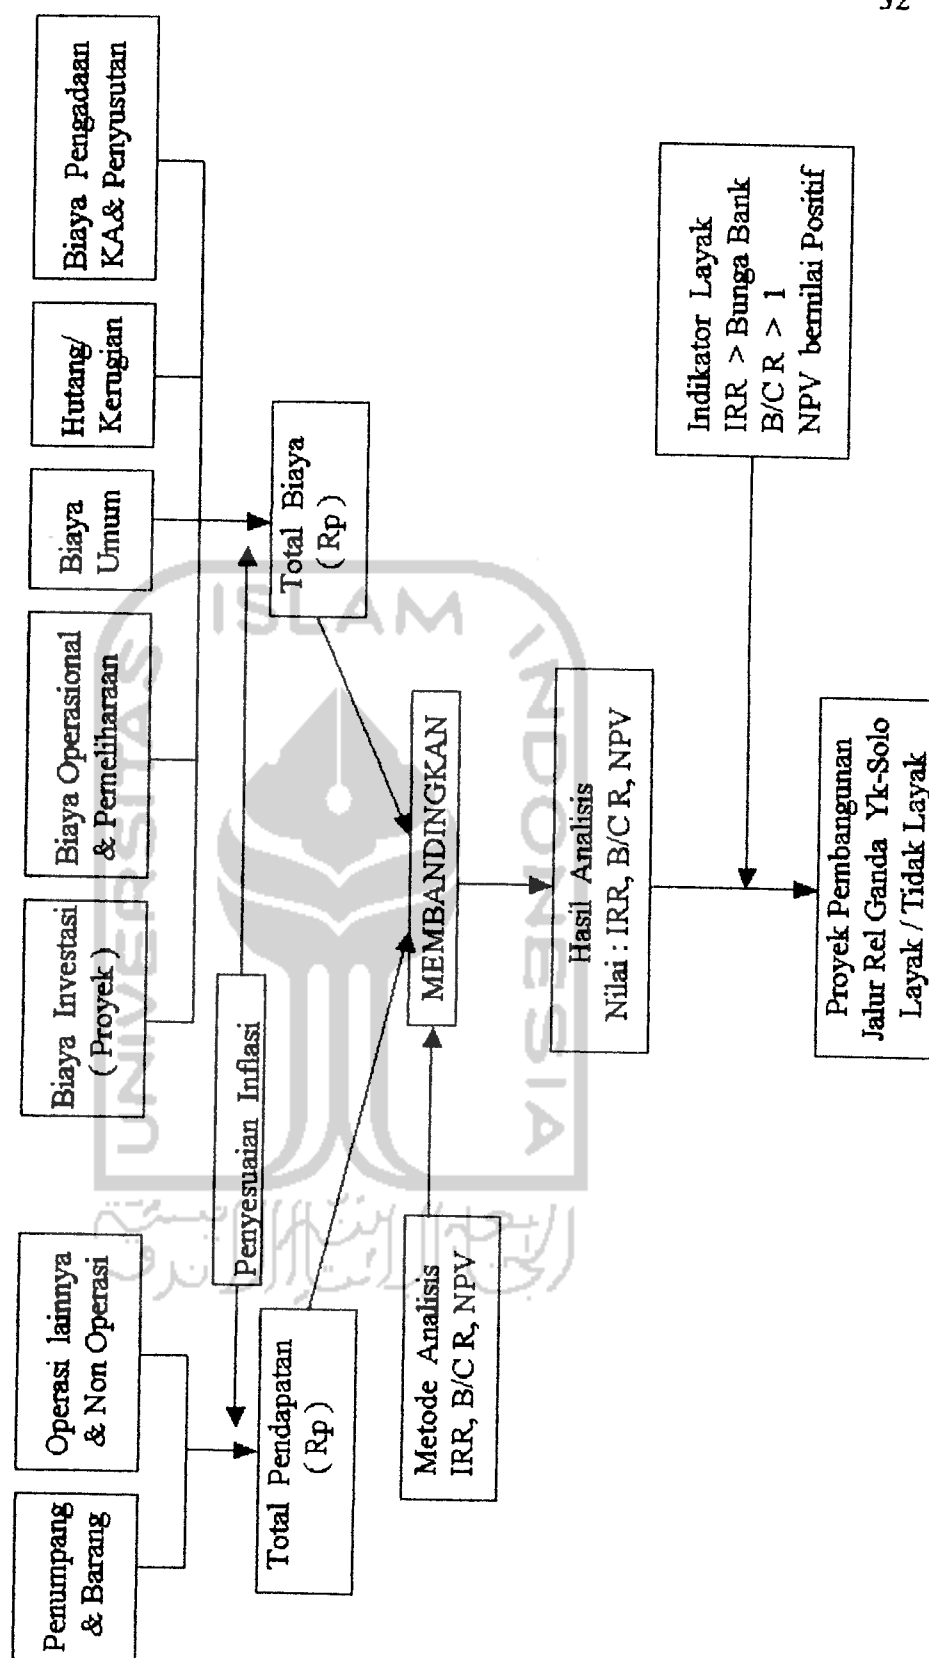 32
Penumpang
& Barang
Operasi lainnya
& Non Operasi
Biaya Investasi
( Proyek )
Biaya Operasional
& Pemeliharaan
Biaya
Umum
Hutang/
Kerugian
Biaya Pengadaan
KA& Penyusutan
Penyesuaian Inflasi
Total Pendapatan
( Rp )
Total Biaya
( Rp )
Metode Analisis
IRR, B/C R, NPV
MEMBANDINGKAN
Hasil Analisis
Nilai : IRR, B/C R, NPV
Indikator Layak
IRR > Bunga Bank
B/C R > 1
NPV bernilai Positif
Proyek Pembangunan
Jalur Rel Ganda Yk-Solo
Layak / Tidak Layak
UNIVERSITAS
ISLAM
INDONESIA